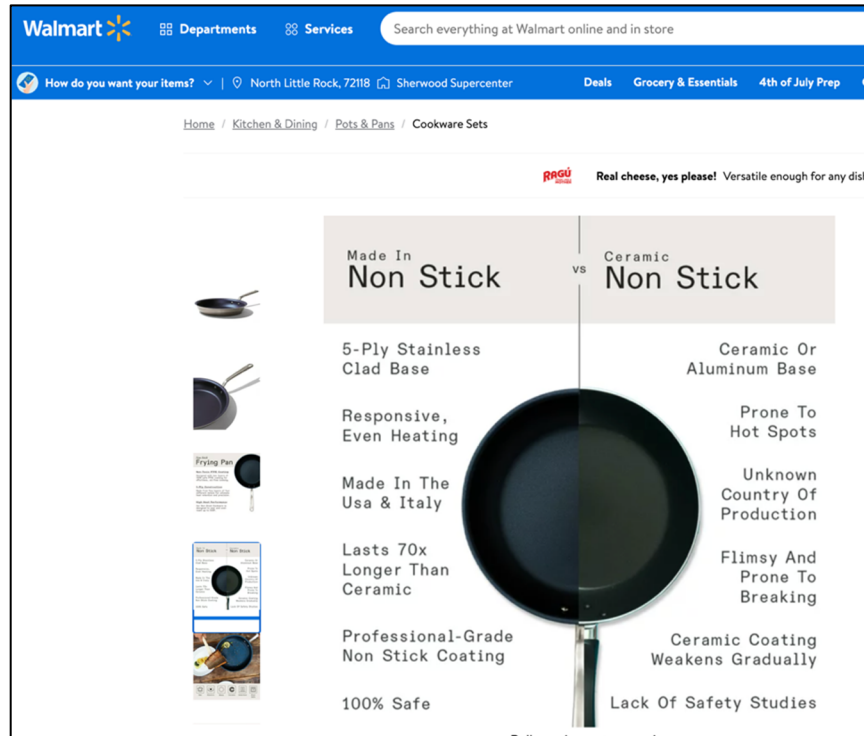 Walmart
Departments
Services
Search everything at Walmart online and in store
How do you want your items? | North Little Rock, 72118 Sherwood Supercenter
Deals
Grocery & Essentials
4th of July Prep
Home / Kitchen & Dining / Pots & Pans / Cookware Sets
RAGÚ
Real cheese, yes please! Versatile enough for any
Made In
Non Stick
vs
Ceramic
Non Stick
5-Ply Stainless
Clad Base
Responsive,
Even Heating
Made In The
Usa & Italy
Lasts 70x
Longer Than
Ceramic
Professional-Grade
Non Stick Coating
100% Safe
Ceramic Or
Aluminum Base
Prone To
Hot Spots
Unknown
Country Of
Production
Flimsy And
Prone To
Breaking
Ceramic Coating
Weakens Gradually
Lack Of Safety Studies
Frying Pan
Non Stick
Non Stick